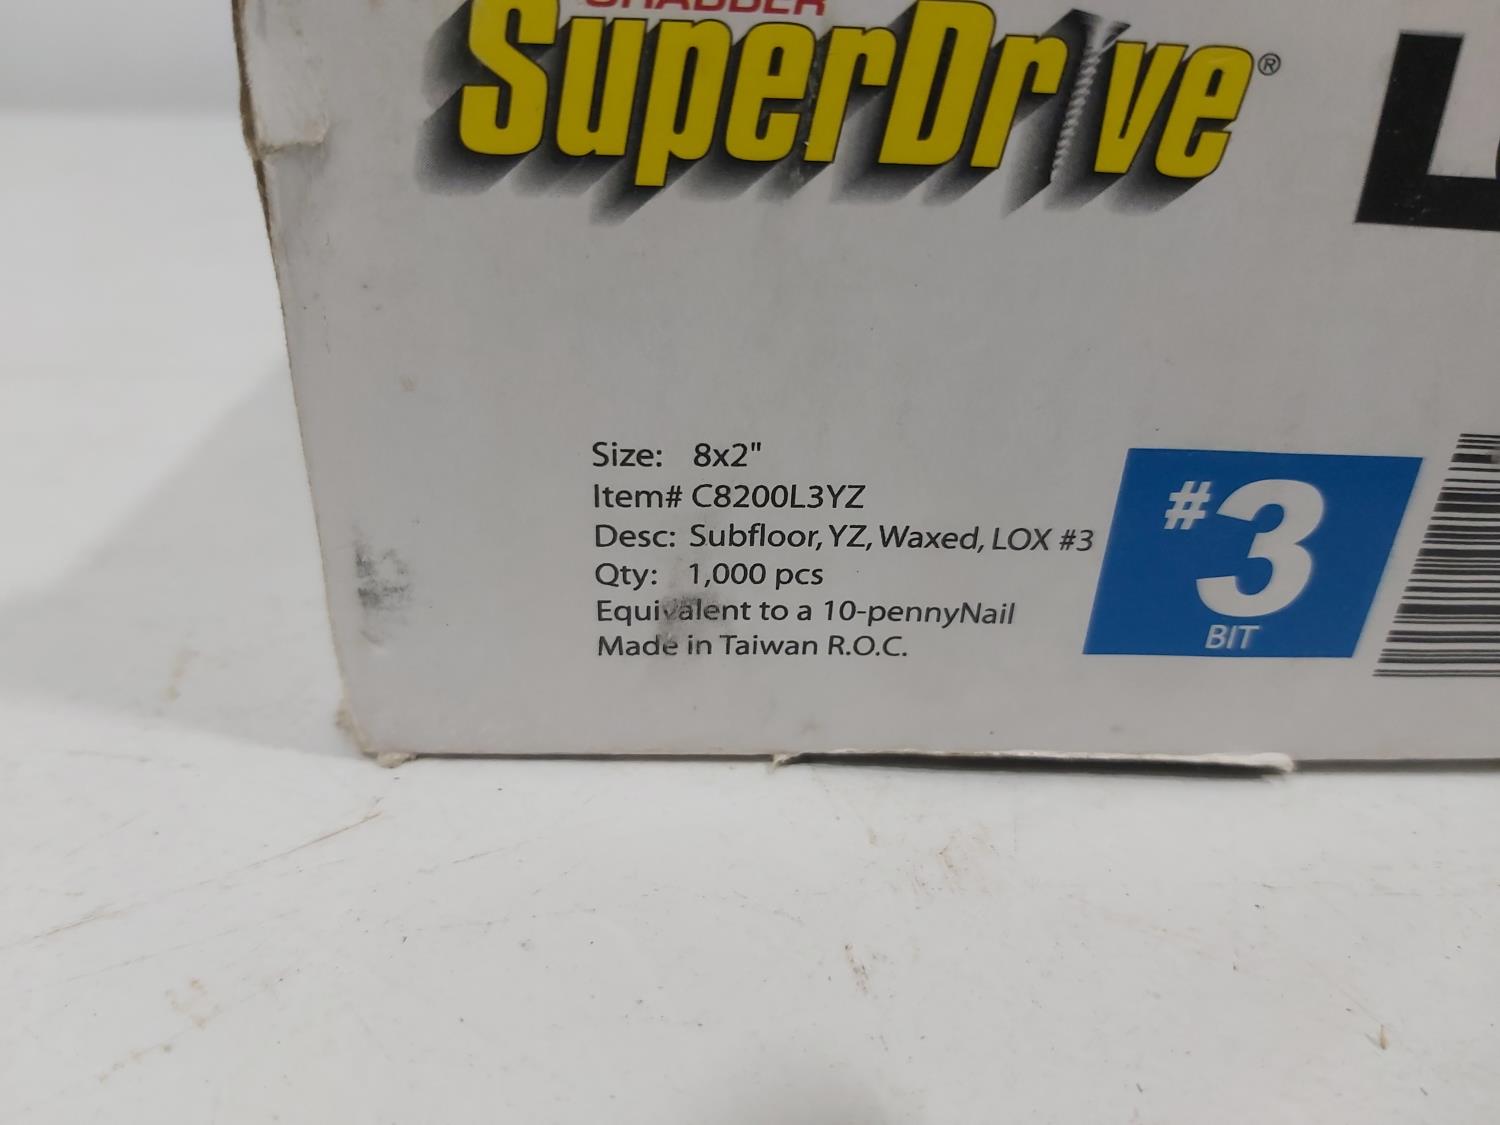 GRABBER
SuperDrive®
Size: 8x2"
Item# C8200L3YZ
Desc: Subfloor, YZ, Waxed, LOX #3
Qty: 1,000 pcs
Equivalent to a 10-pennyNail
Made in Taiwan R.O.C.
#3
BIT